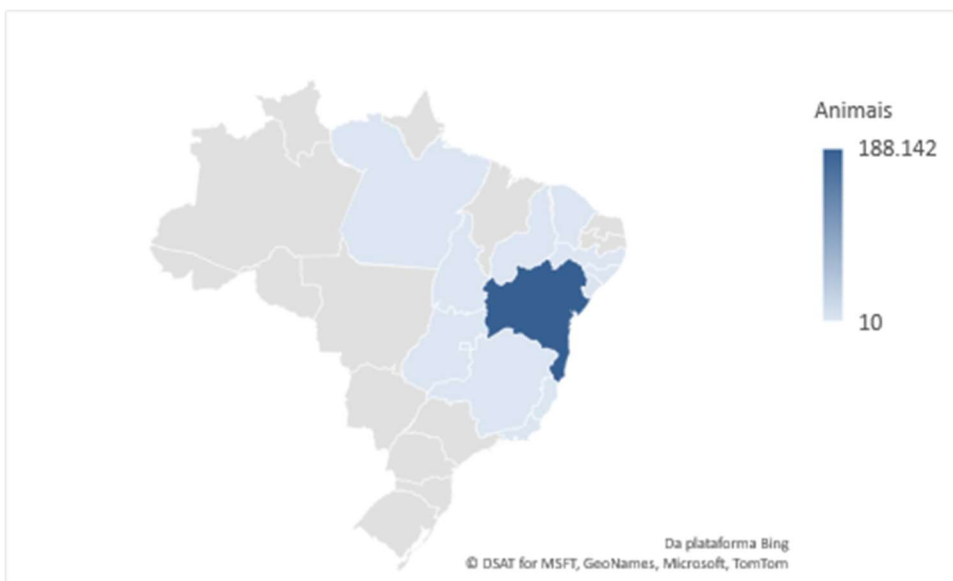 Animais
188.142
10
Da plataforma Bing
© DSAT for MSFT, GeoNames, Microsoft, TomTom